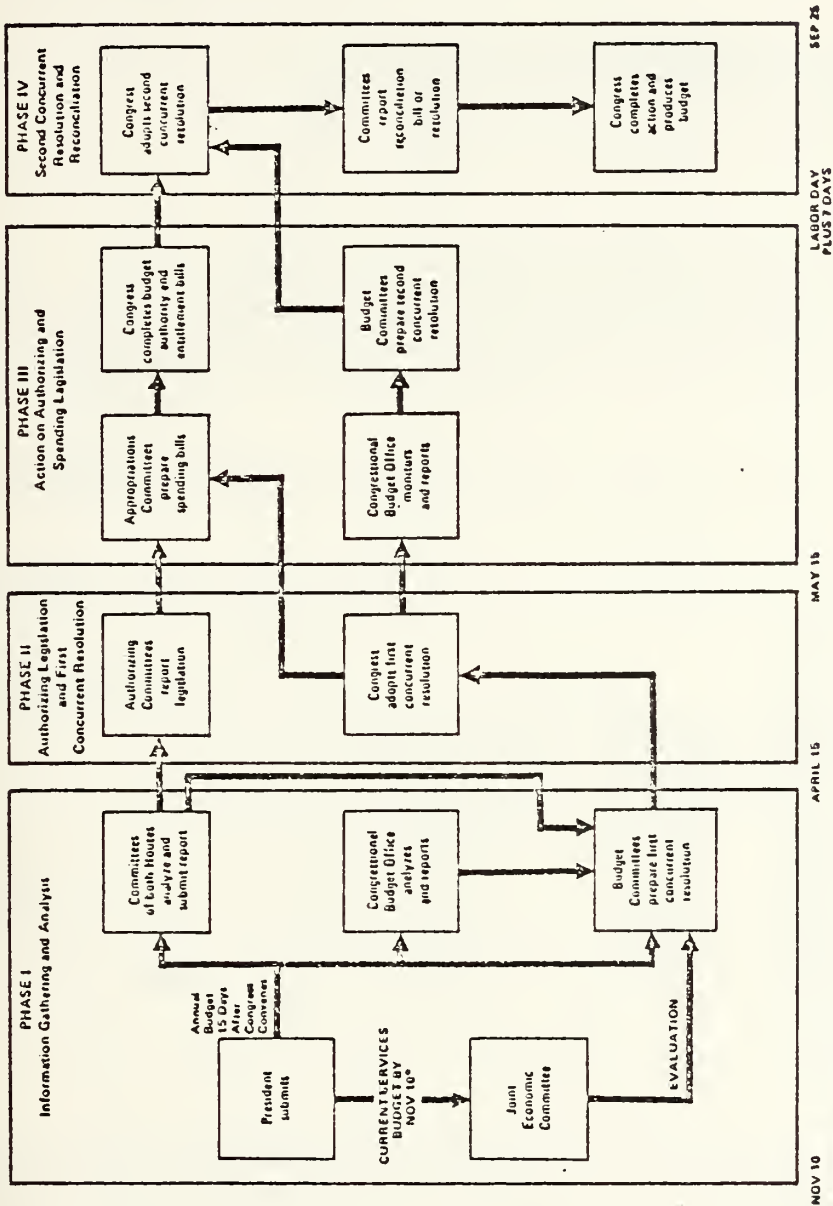 PHASE I
Information Gathering and Analysis
President
submits
Annual
Budget
15 Days
After
Congress
Convenes
CURRENT SERVICES
BUDGET BY
NOV 10*
Joint
Economic
Committee
EVALUATION
Committees
of both Houses
analyze and
submit report
Congressional
Budget Office
analyzes
and reports
Budget
Committees
prepare first
concurrent
resolution
PHASE II
Authorizing Legislation
and First
Concurrent Resolution
Authorizing
Committees
report
legislation
Congress
adopts first
concurrent
resolution
PHASE III
Action on Authorizing and
Spending Legislation
Appropriations
Committees
prepare
spending bills
Congress
completes budget
authority and
entitlement bills
Congressional
Budget Office
monitors
and reports
Budget
Committees
prepare second
concurrent
resolution
PHASE IV
Second Concurrent
Resolution and
Reconciliation
Congress
adopts second
concurrent
resolution
Committees
report
reconciliation
bill or
resolution
Congress
completes
action and
produces
budget
NOV 10
APRIL 15
MAY 15
LABOR DAY
PLUS 7 DAYS
SEP 25